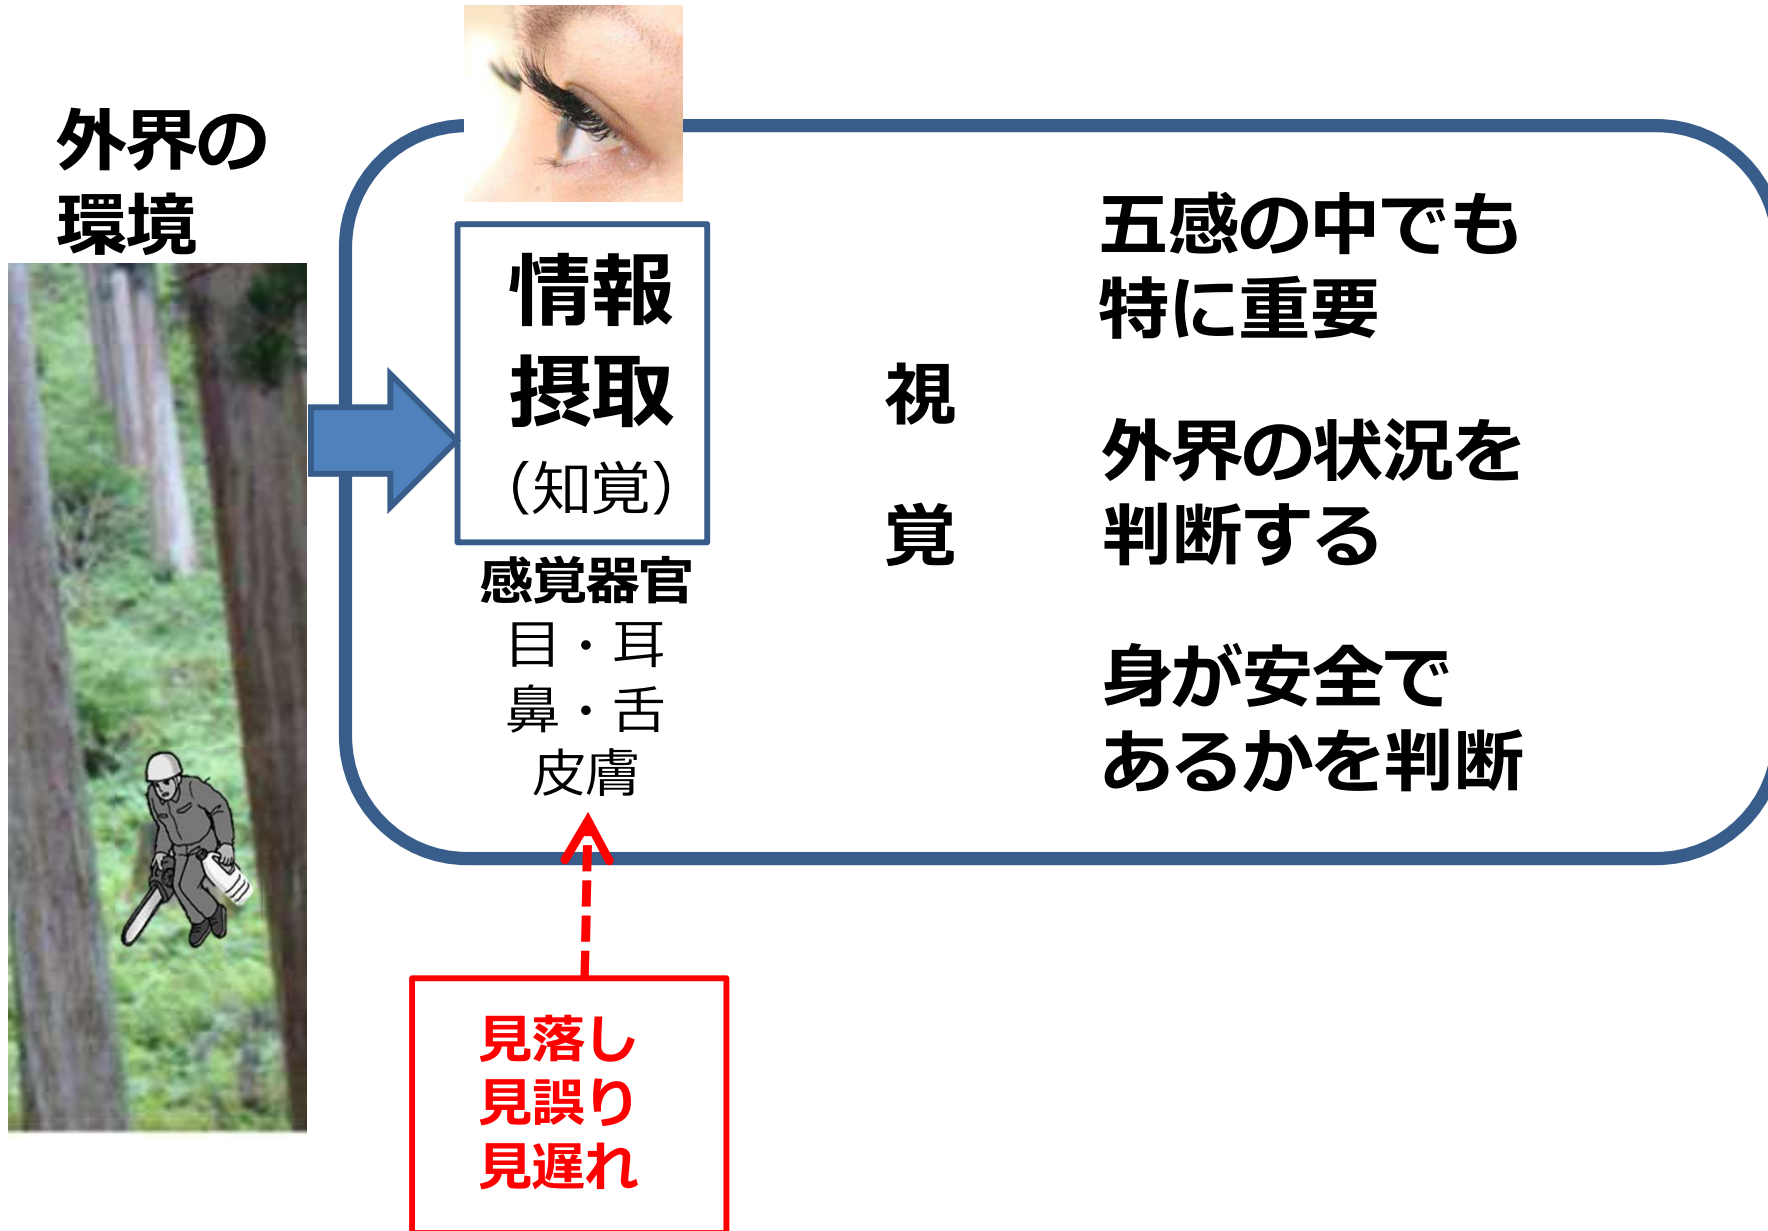 外界の
環境
情報
摂取
（知覚）
感覚器官
目・耳
鼻・舌
皮膚
視
覚
五感の中でも
特に重要
外界の状況を
判断する
身が安全で
あるかを判断
見落し
見誤り
見遅れ